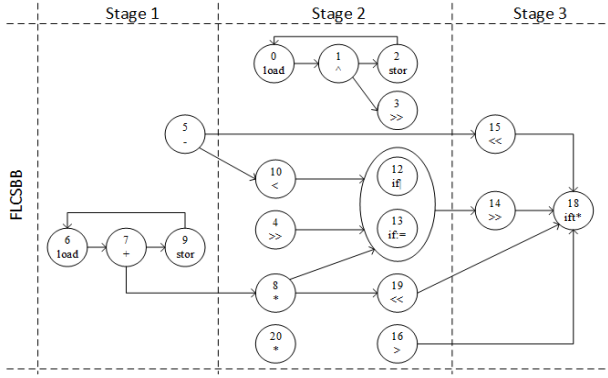 Stage 1
Stage 2
Stage 3
FLCSBB
0
load
1
^
2
stor
3
>>
5
-
15
<<
10
<
12
if|
4
>>
13
if:=
14
>>
18
ift*
6
load
7
+
9
stor
8
*
19
<<
20
*
16
>